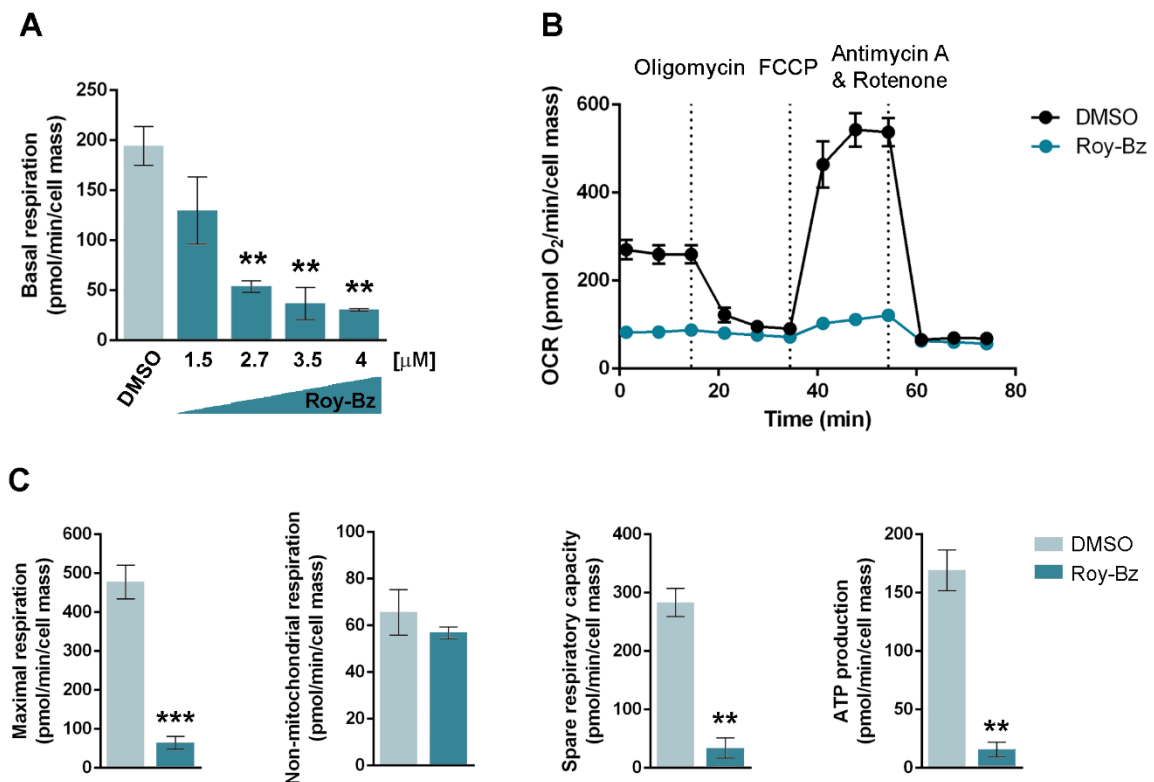 A
Basal respiration
(pmol/min/cell mass)
250
200
150
100
50
0
**
**
**
DMSO
1.5
2.7
3.5
4
[μM]
Roy-Bz
B
Oligomycin
FCCP
Antimycin A
& Rotenone
OCR (pmol O₂/min/cell mass)
600
400
200
0
0
20
40
60
80
Time (min)
DMSO
Roy-Bz
C
Maximal respiration
(pmol/min/cell mass)
600
500
400
300
200
100
0
***
Non-mitochondrial respiration
(pmol/min/cell mass)
100
80
60
40
20
0
Spare respiratory capacity
(pmol/min/cell mass)
400
300
200
100
0
**
ATP production
(pmol/min/cell mass)
200
150
100
50
0
**
DMSO
Roy-Bz